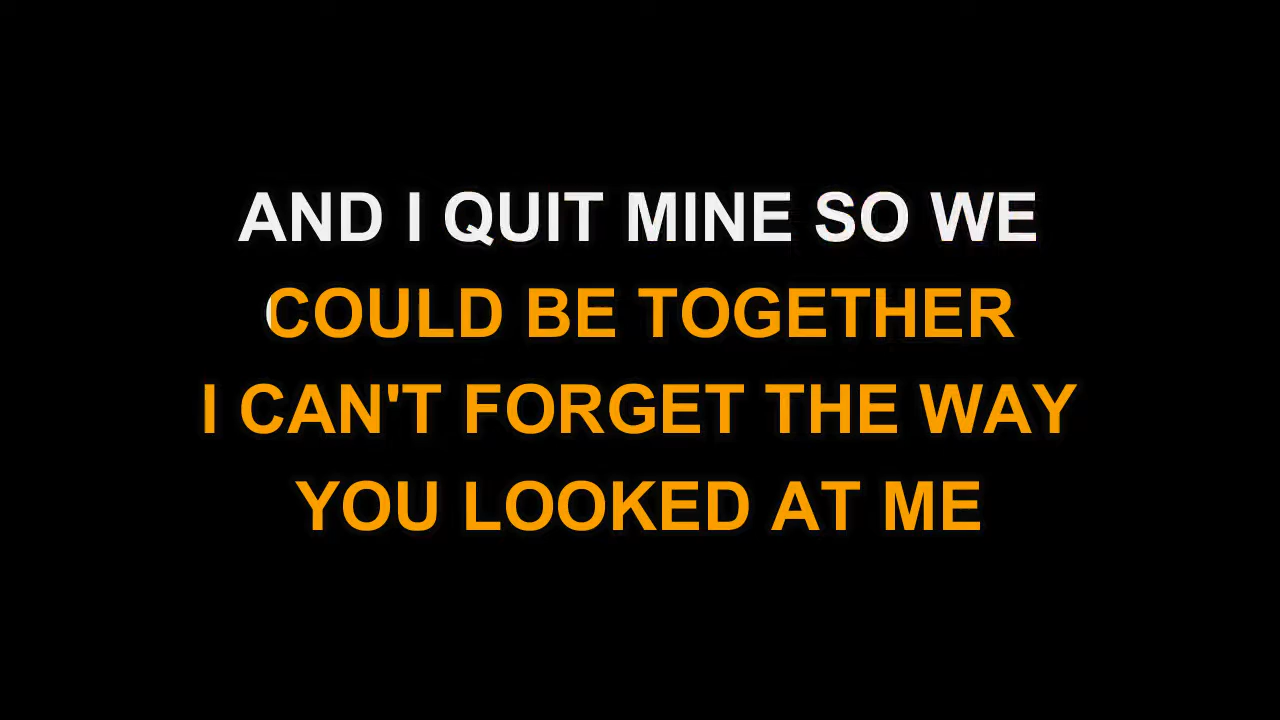 AND I QUIT MINE SO WE
COULD BE TOGETHER
I CAN'T FORGET THE WAY
YOU LOOKED AT ME